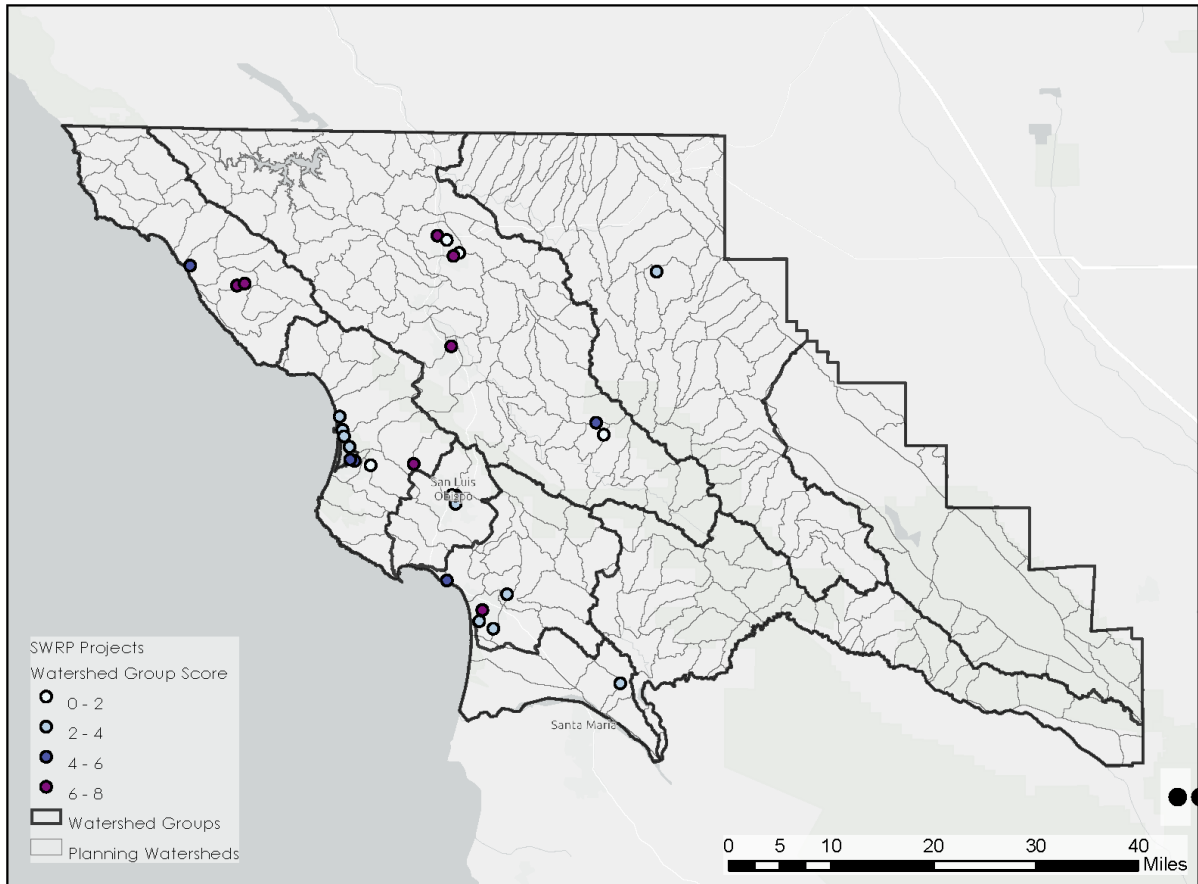 San Luis
Obispo
Santa Maria
SWRP Projects
Watershed Group Score
0 - 2
2 - 4
4 - 6
6 - 8
Watershed Groups
Planning Watersheds
0 5 10 20 30 40
Miles